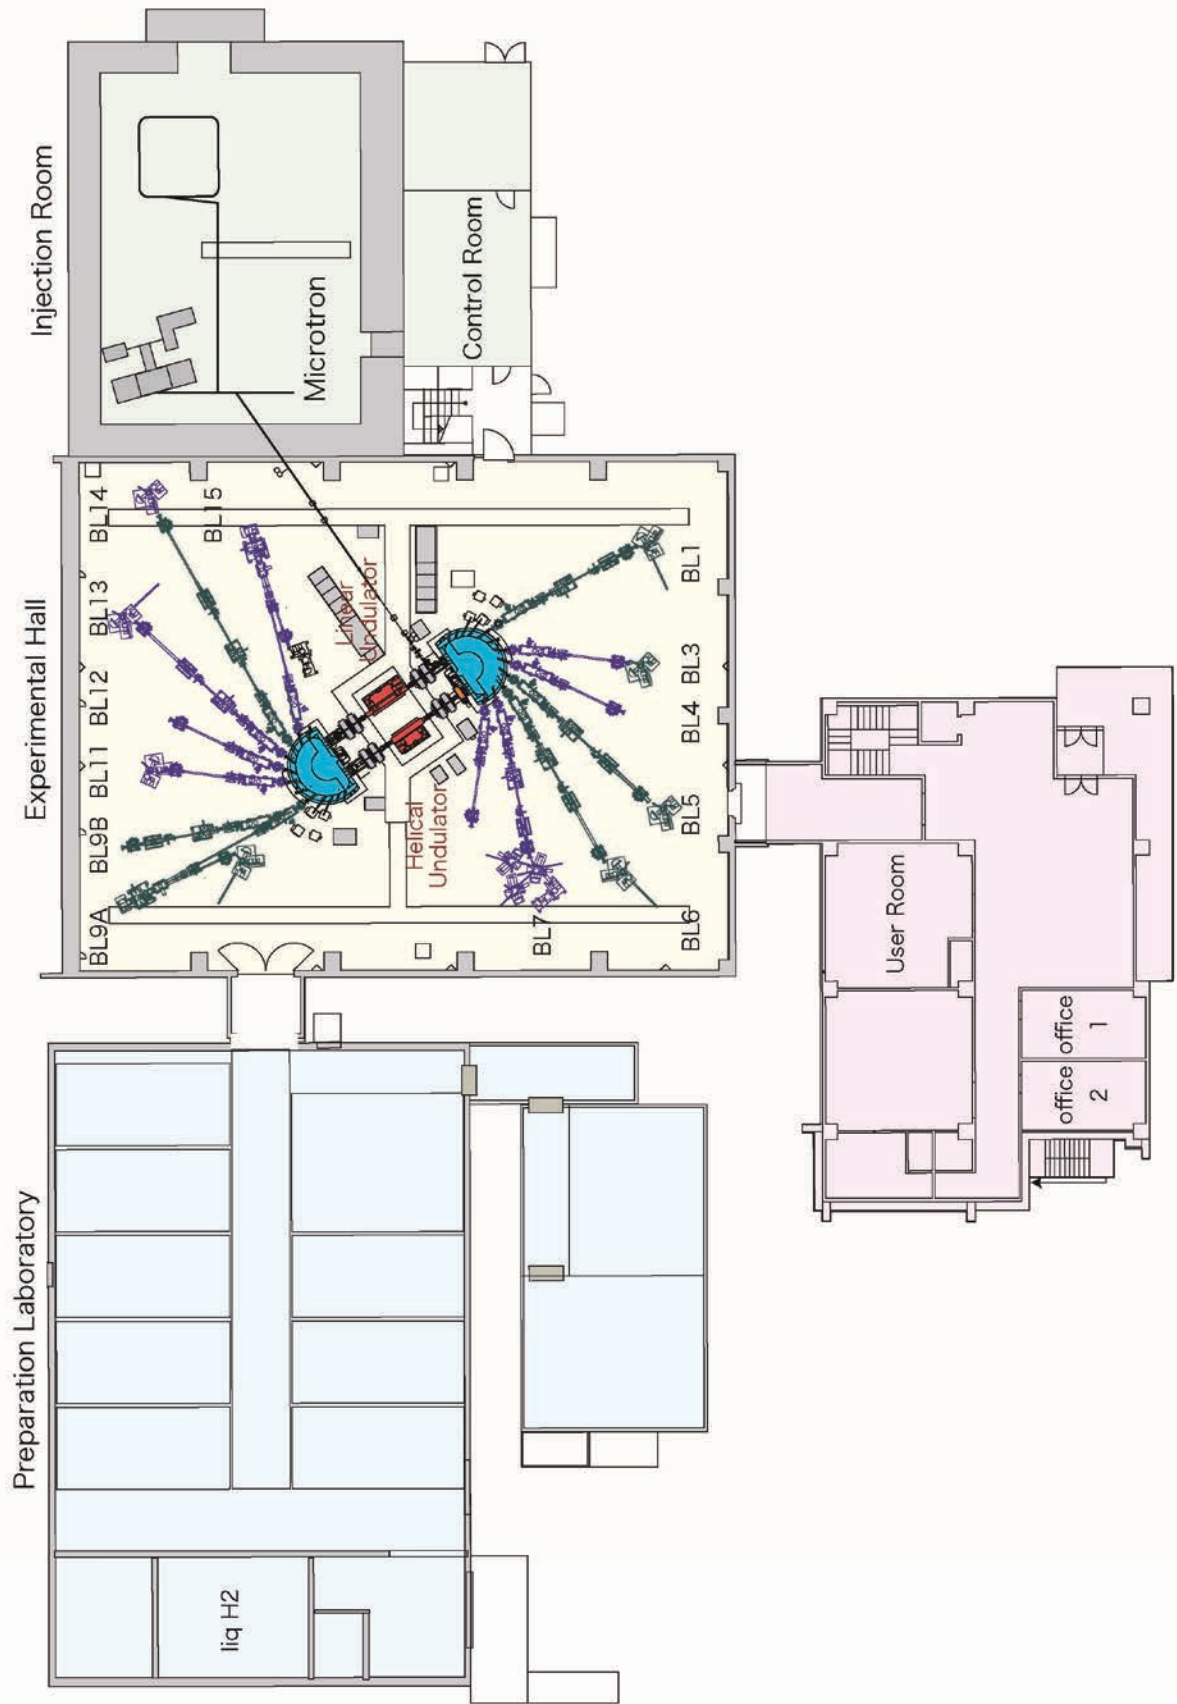 Preparation Laboratory
Experimental Hall
Injection Room
BL9A
BL9B
BL11
BL12
BL13
BL14
BL15
Linear
Undulator
Helical
Undulator
Microtron
Control Room
liq H2
BL7
BL6
BL5
BL4
BL3
BL1
User Room
office
2
office
1